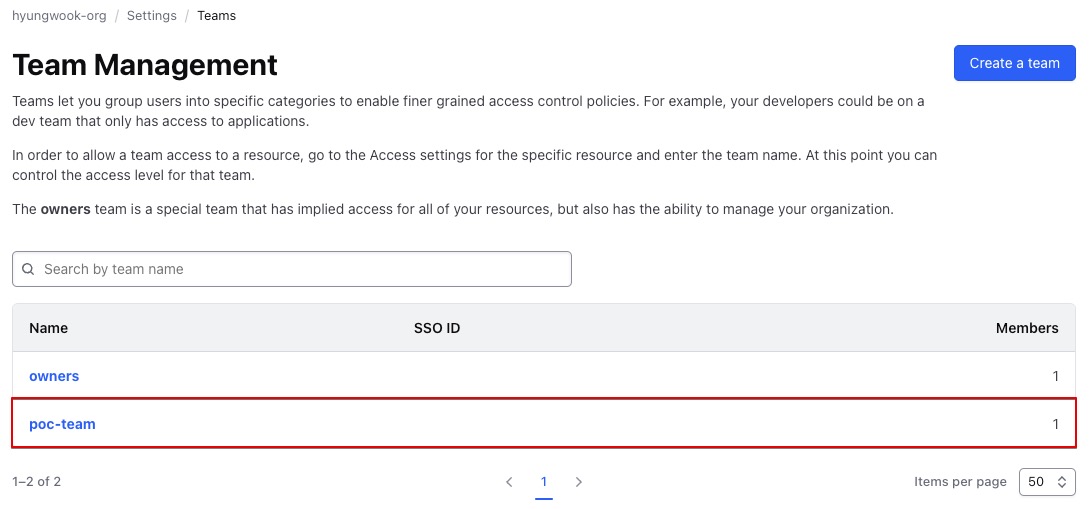 hyungwook-org / Settings / Teams
Team Management
Create a team
Teams let you group users into specific categories to enable finer grained access control policies. For example, your developers could be on a
dev team that only has access to applications.
In order to allow a team access to a resource, go to the Access settings for the specific resource and enter the team name. At this point you can
control the access level for that team.
The owners team is a special team that has implied access for all of your resources, but also has the ability to manage your organization.
Search by team name
Name SSO ID Members
owners 1
poc-team 1
1–2 of 2 1 Items per page 50